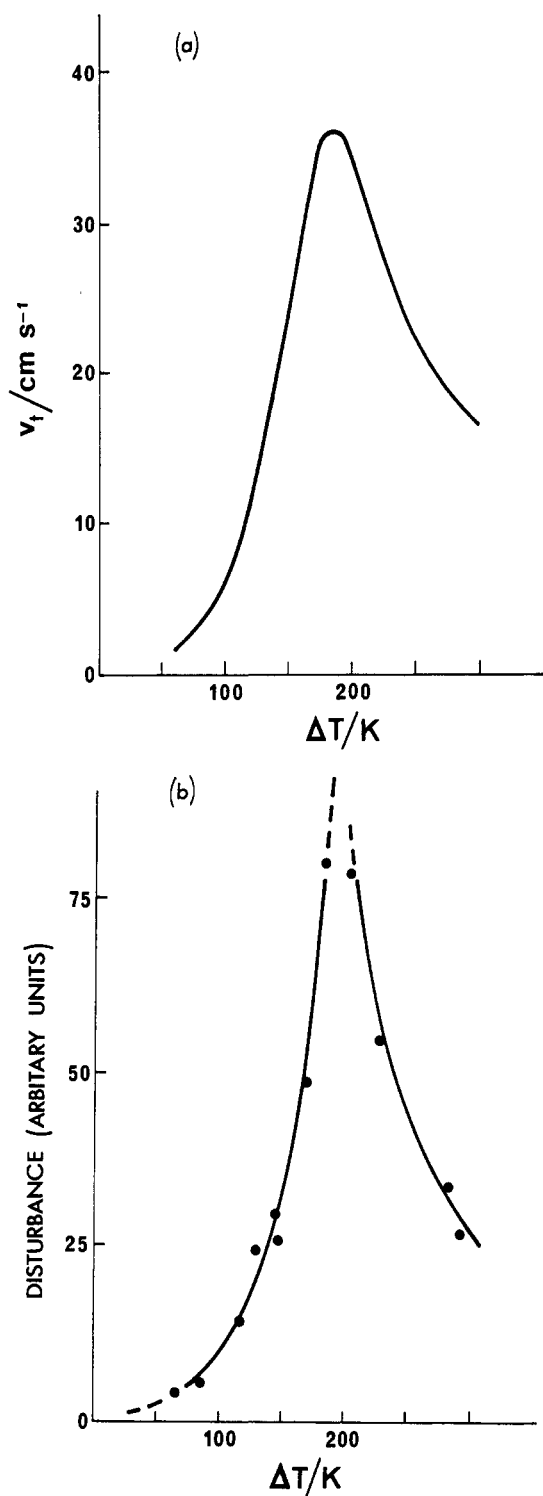 (a)
40
30
20
10
0
v_t/cm s⁻¹
100
200
ΔT/K
(b)
75
50
25
0
DISTURBANCE (ARBITARY UNITS)
100
200
ΔT/K